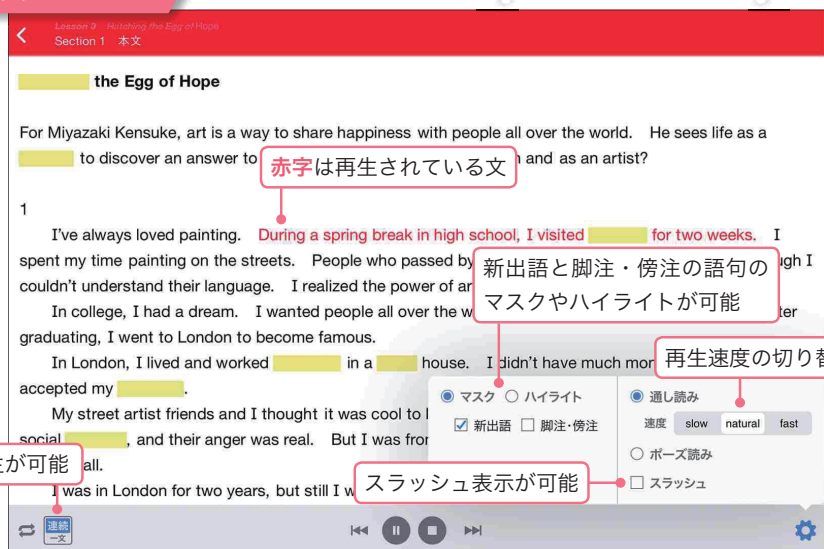 Lesson 3 Hatching the Egg of Hope
Section 1 本文
the Egg of Hope
For Miyazaki Kensuke, art is a way to share happiness with people all over the world. He sees life as a
to discover an answer to
and as an artist?
赤字は再生されている文
1
I've always loved painting. During a spring break in high school, I visited for two weeks. I
spent my time painting on the streets. People who passed by
couldn't understand their language. I realized the power of
新出語と脚注・傍注の語句の
マスクやハイライトが可能
In college, I had a dream. I wanted people all over the
graduating, I went to London to become famous.
In London, I lived and worked in a house. I didn't have much
再生速度の切り替
accepted my .
マスク ハイライト
通し読み
My street artist friends and I thought it was cool to
新出語 脚注・傍注
速度 slow natural fast
social , and their anger was real. But I was
ポーズ読み
が可能
all.
スラッシュ表示が可能
スラッシュ
I was in London for two years, but still I
連続
一文